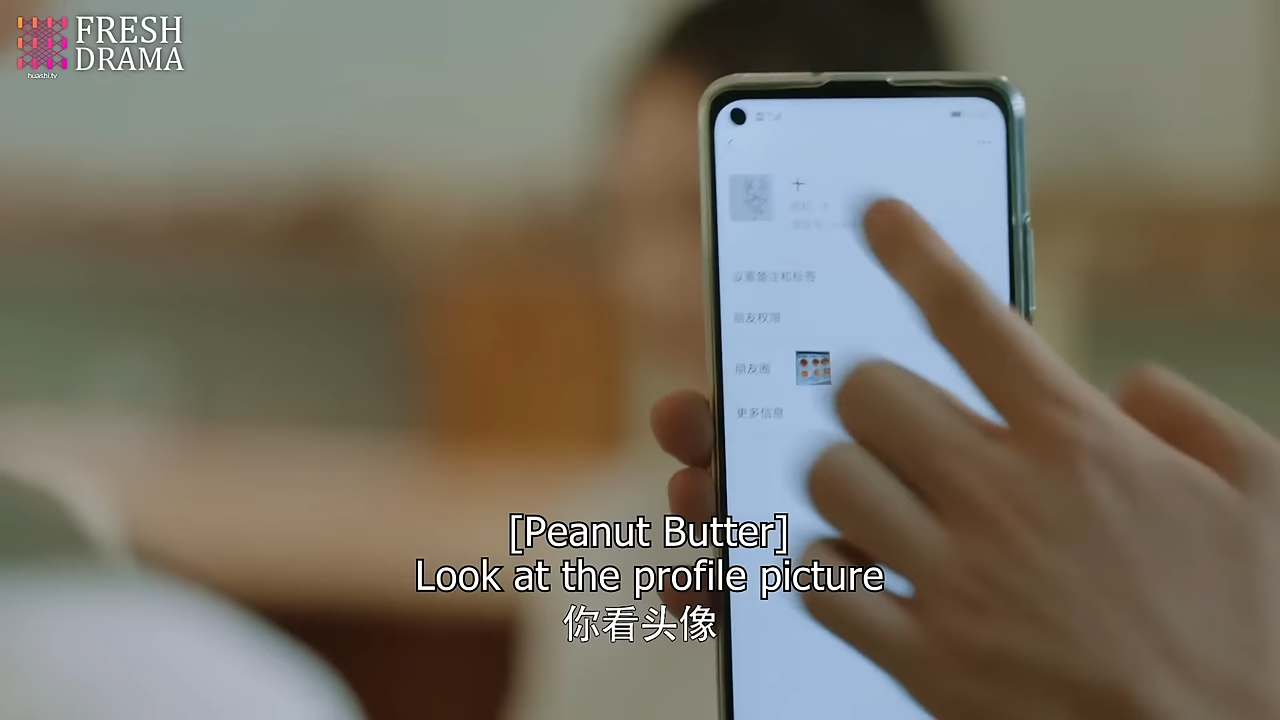 FRESH
DRAMA
huashi.tv
+
设置备注和标签
朋友权限
朋友圈
更多信息
[Peanut Butter]
Look at the profile picture
你看头像